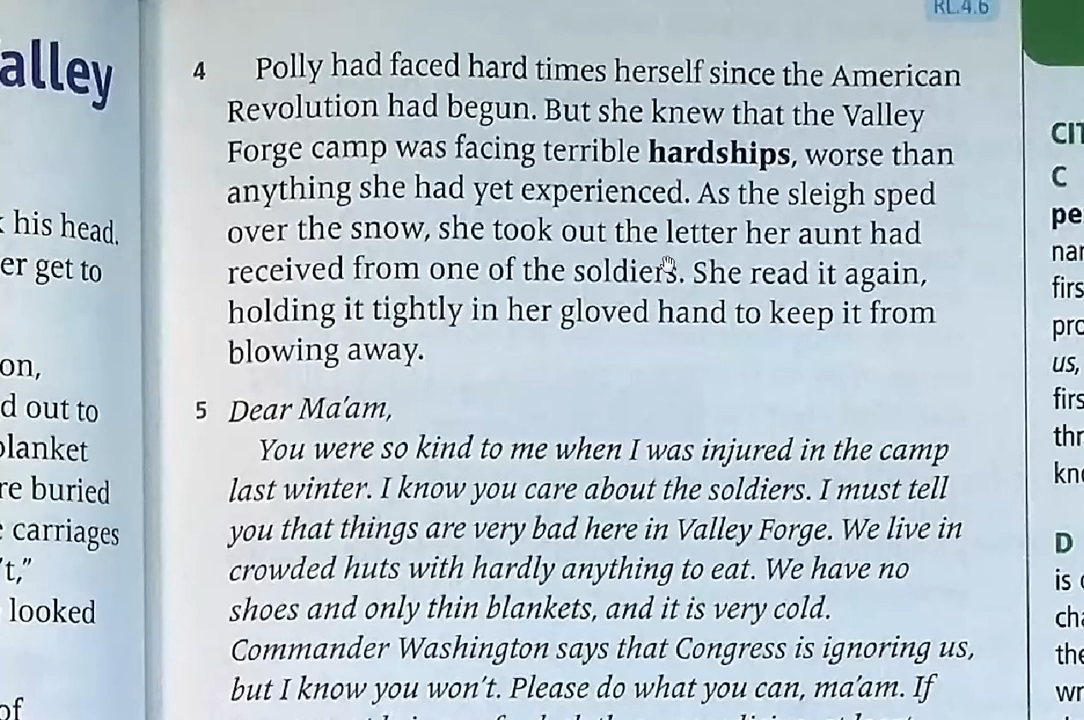 RL.4.6
alley
his head.
er get to
on,
d out to
blanket
re buried
carriages
't,"
looked
of
4 Polly had faced hard times herself since the American
Revolution had begun. But she knew that the Valley
Forge camp was facing terrible hardships, worse than
anything she had yet experienced. As the sleigh sped
over the snow, she took out the letter her aunt had
received from one of the soldiers. She read it again,
holding it tightly in her gloved hand to keep it from
blowing away.
5 Dear Ma'am,
You were so kind to me when I was injured in the camp
last winter. I know you care about the soldiers. I must tell
you that things are very bad here in Valley Forge. We live in
crowded huts with hardly anything to eat. We have no
shoes and only thin blankets, and it is very cold.
Commander Washington says that Congress is ignoring us,
but I know you won't. Please do what you can, ma'am. If
CIT
C
pe
nar
firs
pro
us,
firs
thr
kno
D
is
cha
the
wr